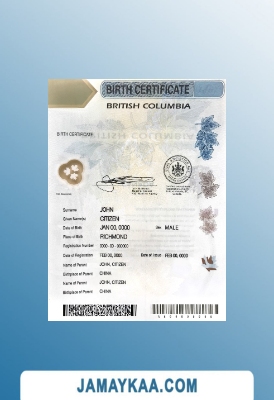 BIRTH CERTIFICATE
BRITISH COLUMBIA
BIRTH CERTIFICATE
Surname JOHN
Given Name(s) CITIZEN
Date of Birth JAN 00, 0000 Sex MALE
Place of Birth RICHMOND
Registration Number 0000-00-000000
Date of Registration FEB 00, 0000 Date of Issue FEB 00, 0000
Name of Parent JOHN, CITIZEN
Birthplace of Parent CHINA
Name of Parent JOHN, CITIZEN
Birthplace of Parent CHINA
JAMAYKAA.COM